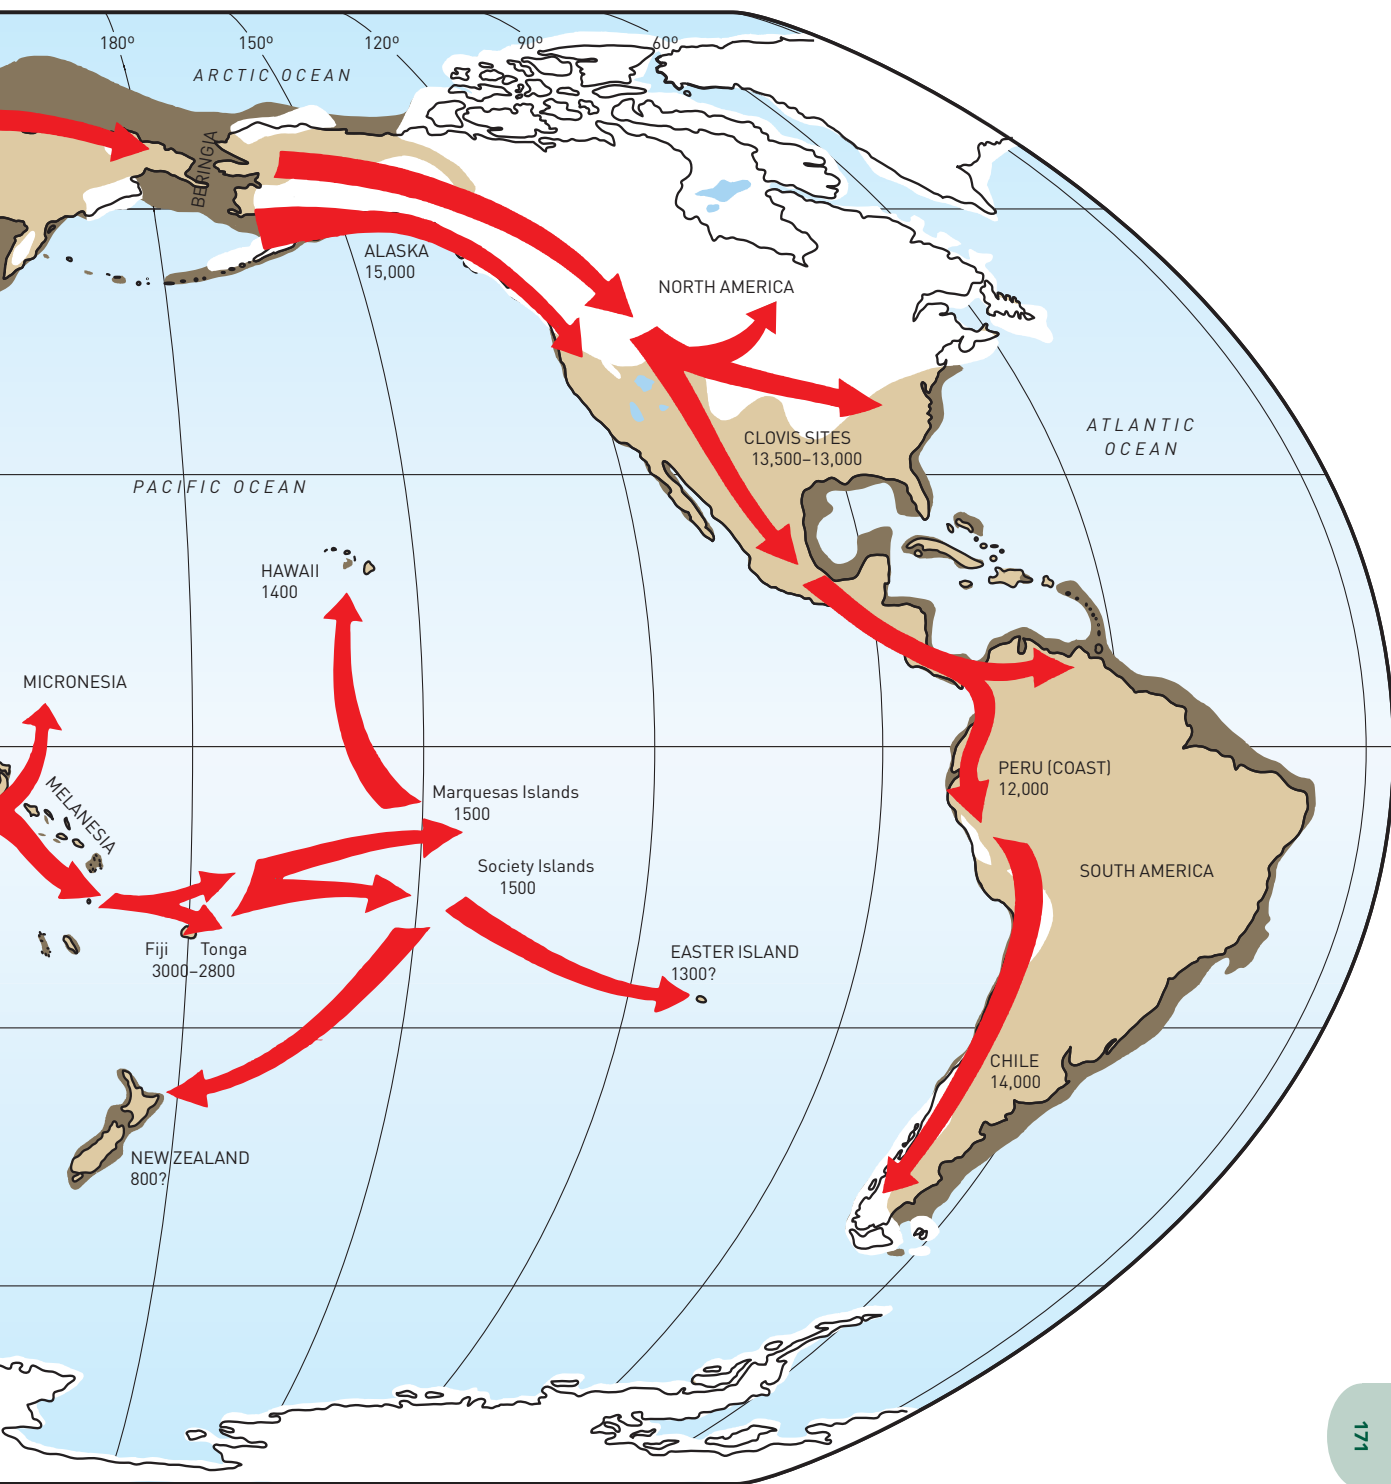 180º 150º 120º 90º 60º
ARCTIC OCEAN
BERINGIA
ALASKA
15,000
NORTH AMERICA
ATLANTIC
OCEAN
CLOVIS SITES
13,500–13,000
PACIFIC OCEAN
HAWAII
1400
MICRONESIA
MELANESIA
Marquesas Islands
1500
PERU (COAST)
12,000
Society Islands
1500
SOUTH AMERICA
Fiji Tonga
3000–2800
EASTER ISLAND
1300?
CHILE
14,000
NEW ZEALAND
800?
171